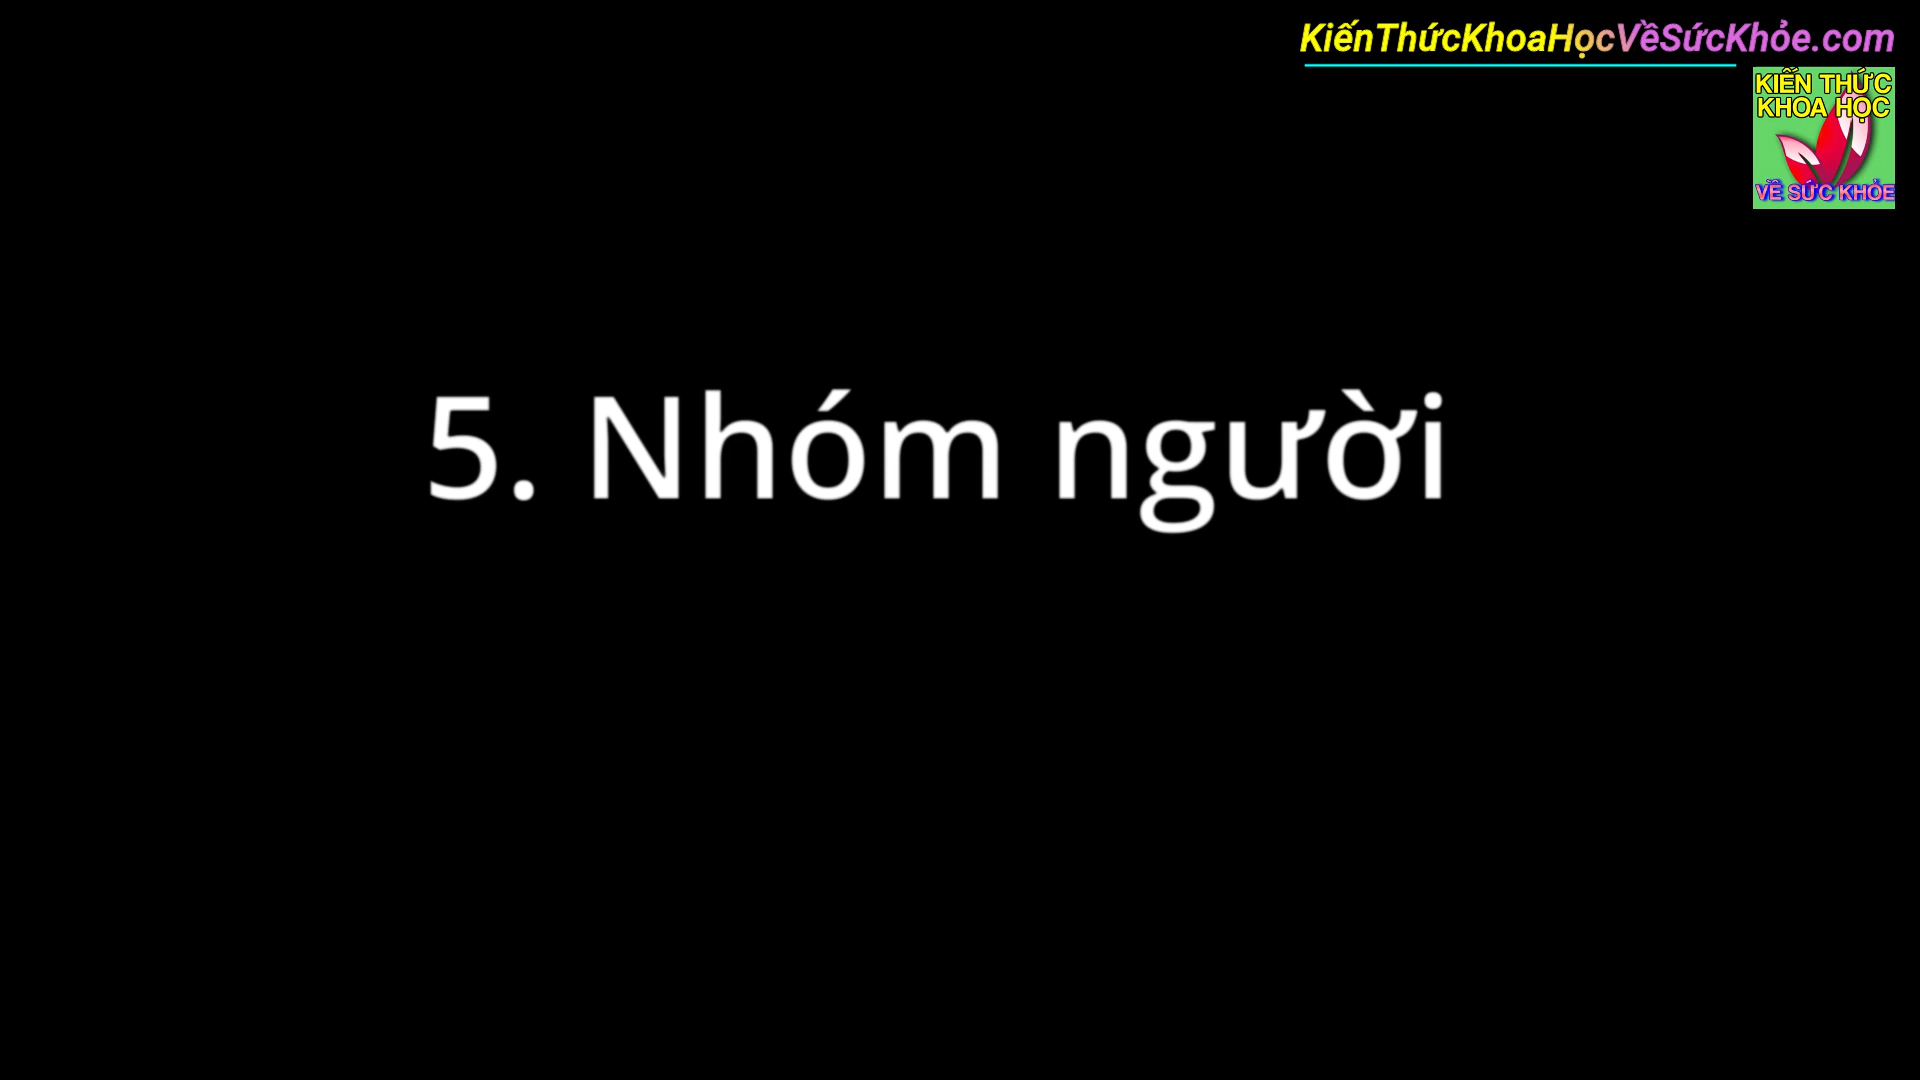 KiếnThứcKhoaHọcVềSứcKhỏe.com
KIẾN THỨC
KHOA HỌC
VỀ SỨC KHỎE
5. Nhóm người